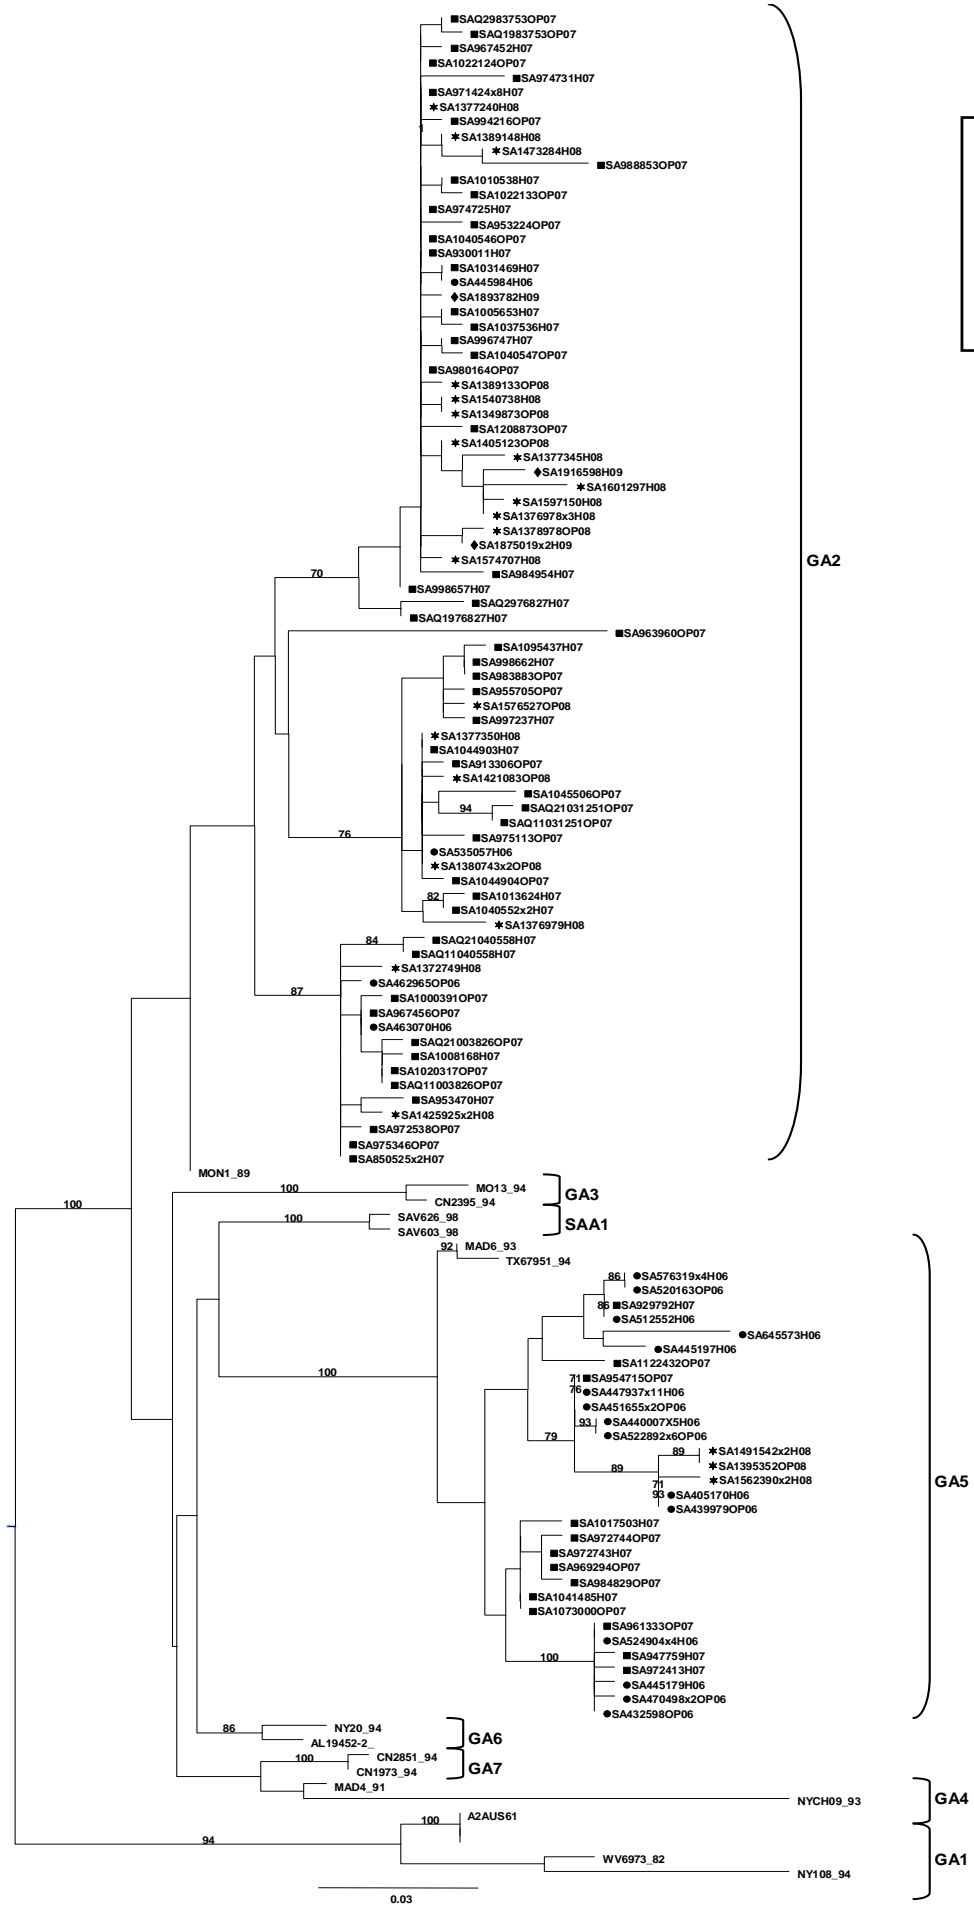 ■SAQ2983753OP07
■SAQ1983753OP07
■SA967452H07
■SA1022124OP07
■SA974731H07
■SA971424x8H07
✶SA1377240H08
■SA994216OP07
✶SA1389148H08
✶SA1473284H08
■SA988853OP07
■SA1010538H07
■SA1022133OP07
■SA974725H07
■SA953224OP07
■SA1040546OP07
■SA930011H07
■SA1031469H07
●SA445984H06
♦SA1893782H09
■SA1005653H07
■SA1037536H07
■SA996747H07
■SA1040547OP07
■SA980164OP07
✶SA1389133OP08
✶SA1540738H08
✶SA1349873OP08
■SA1208873OP07
✶SA1405123OP08
✶SA1377345H08
♦SA1916598H09
✶SA1601297H08
✶SA1597150H08
✶SA1376978x3H08
✶SA1378978OP08
♦SA1875019x2H09
✶SA1574707H08
GA2
■SA984954H07
70
■SA998657H07
■SAQ2976827H07
■SAQ1976827H07
■SA963960OP07
■SA1095437H07
■SA998662H07
■SA983883OP07
■SA955705OP07
✶SA1576527OP08
■SA997237H07
✶SA1377350H08
■SA1044903H07
■SA913306OP07
✶SA1421083OP08
■SA1045506OP07
94
■SAQ21031251OP07
■SAQ11031251OP07
76
■SA975113OP07
●SA535057H06
✶SA1380743x2OP08
■SA1044904OP07
82
■SA1013624H07
■SA1040552x2H07
✶SA1376979H08
84
■SAQ21040558H07
■SAQ11040558H07
✶SA1372749H08
●SA462965OP06
87
■SA1000391OP07
■SA967456OP07
●SA463070H06
■SAQ21003826OP07
■SA1008168H07
■SA1020317OP07
■SAQ11003826OP07
■SA953470H07
✶SA1425925x2H08
■SA972538OP07
■SA975346OP07
■SA850525x2H07
MON1_89
100
100
MO13_94
GA3
CN2395_94
100
SAV626_98
SAA1
SAV603_98
92
MAD6_93
TX67951_94
86
●SA576319x4H06
●SA520163OP06
86
■SA929792H07
●SA512552H06
●SA645573H06
●SA445197H06
■SA1122432OP07
100
71
■SA954715OP07
76
●SA447937x11H06
●SA451655x2OP06
93
●SA440007X5H06
79
●SA522892x6OP06
89
✶SA1491542x2H08
89
✶SA1395352OP08
✶SA1562390x2H08
GA5
71
93
●SA405170H06
●SA439979OP06
■SA1017503H07
■SA972744OP07
■SA972743H07
■SA969294OP07
■SA984829OP07
■SA1041485H07
■SA1073000OP07
■SA961333OP07
●SA524904x4H06
100
■SA947759H07
■SA972413H07
●SA445179H06
●SA470498x2OP06
●SA432598OP06
86
NY20_94
GA6
AL19452-2_
100
CN2851_94
GA7
CN1973_94
MAD4_91
NYCH09_93
GA4
100
A2AUS61
94
WV6973_82
GA1
NY108_94
0.03